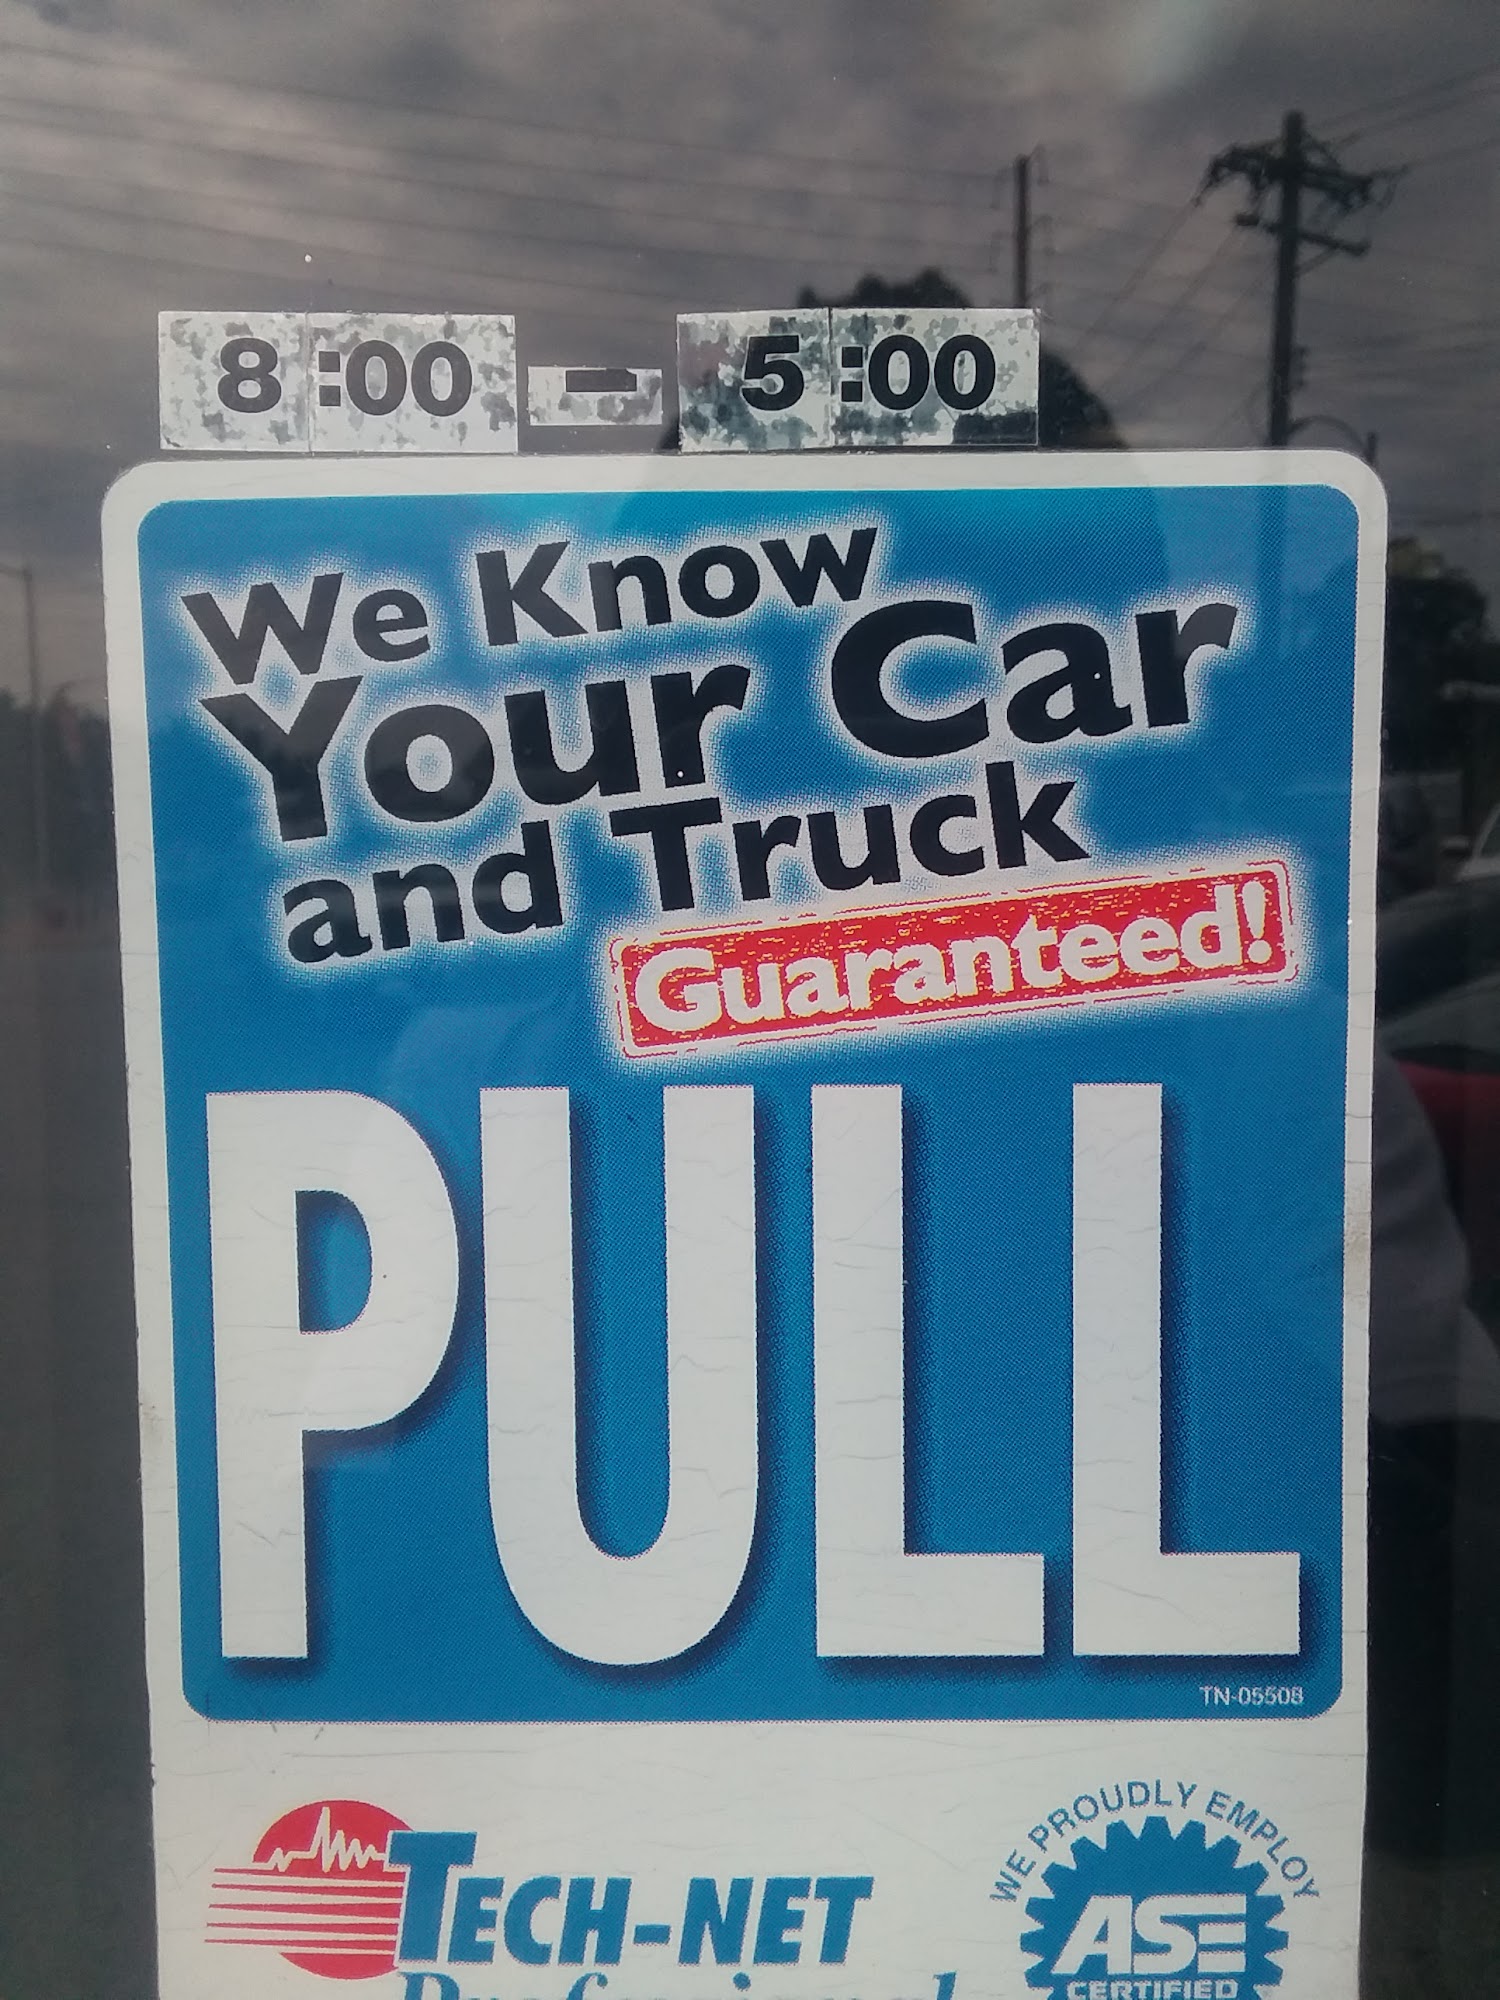 8:00 - 5:00
We Know
Your Car
and Truck
Guaranteed!
PULL
TN-05508
WE PROUDLY EMPLOY
TECH-NET
ASE
Professional
CERTIFIED